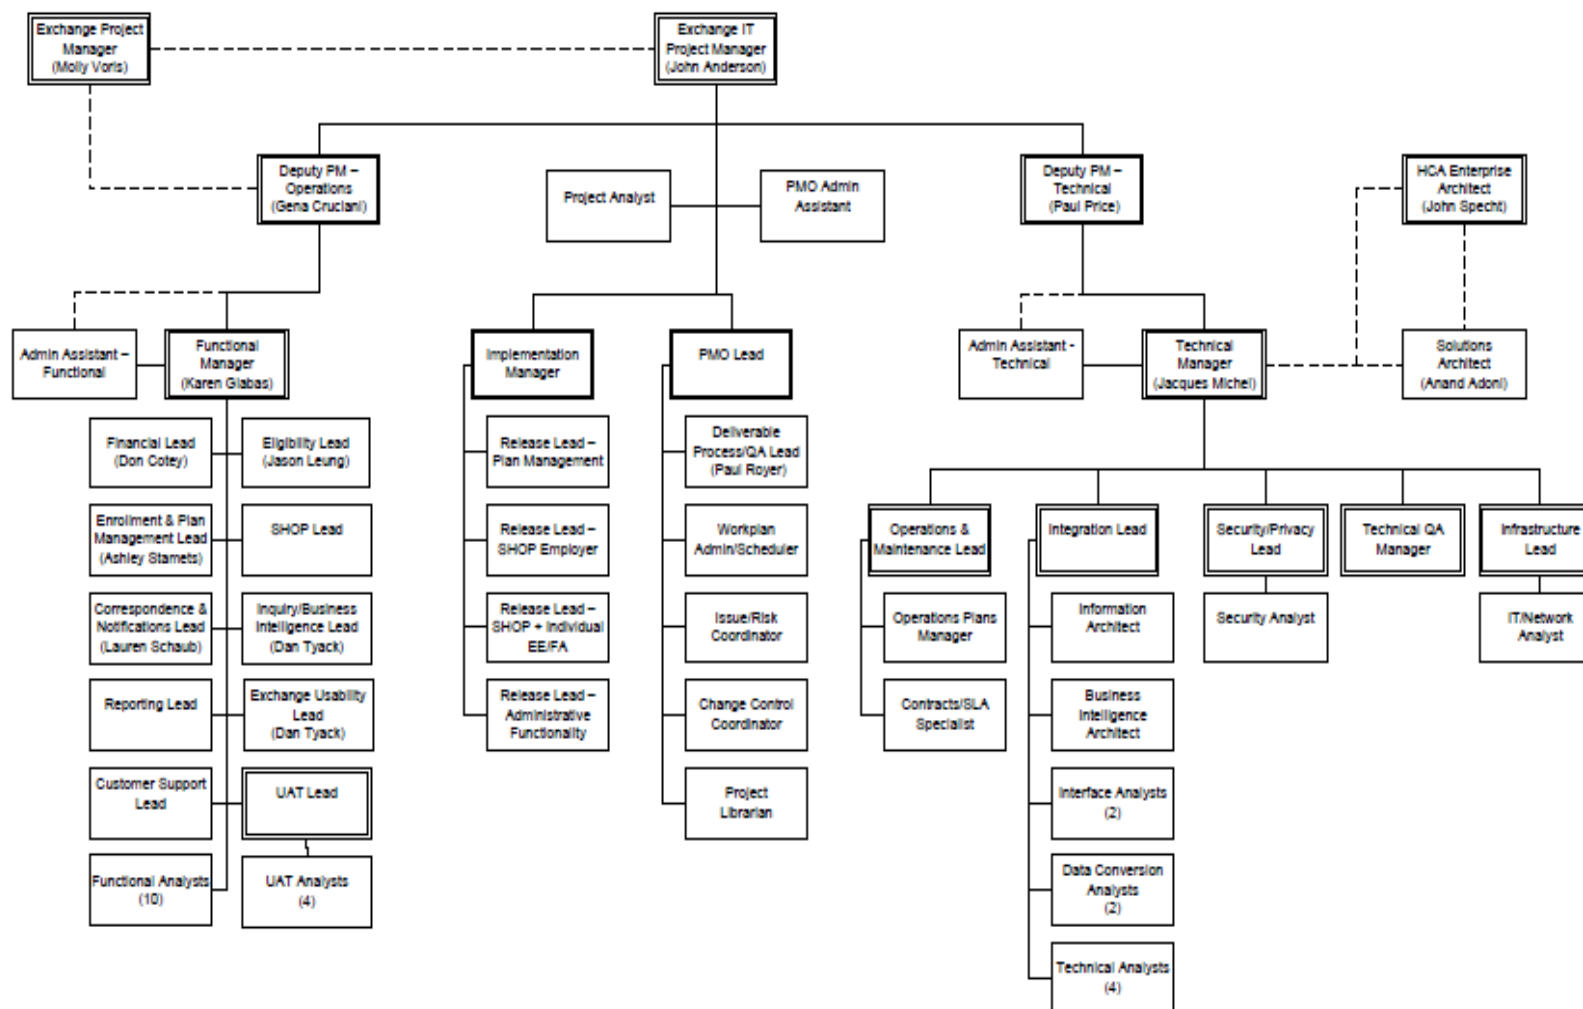 Exchange Project
Manager
(Molly Voris)
Exchange IT
Project Manager
(John Anderson)
Deputy PM –
Operations
(Gena Cruciani)
Project Analyst
PMO Admin
Assistant
Deputy PM –
Technical
(Paul Price)
HCA Enterprise
Architect
(John Specht)
Admin Assistant –
Functional
Functional
Manager
(Karen Glabas)
Implementation
Manager
PMO Lead
Admin Assistant -
Technical
Technical
Manager
(Jacques Michel)
Solutions
Architect
(Anand Adoni)
Financial Lead
(Don Cotey)
Eligibility Lead
(Jason Leung)
Enrollment & Plan
Management Lead
(Ashley Stamets)
SHOP Lead
Correspondence &
Notifications Lead
(Lauren Schaub)
Inquiry/Business
Intelligence Lead
(Dan Tyack)
Reporting Lead
Exchange Usability
Lead
(Dan Tyack)
Customer Support
Lead
UAT Lead
Functional Analysts
(10)
UAT Analysts
(4)
Release Lead –
Plan Management
Release Lead –
SHOP Employer
Release Lead –
SHOP + Individual
EE/FA
Release Lead –
Administrative
Functionality
Deliverable
Process/QA Lead
(Paul Royer)
Workplan
Admin/Scheduler
Issue/Risk
Coordinator
Change Control
Coordinator
Project
Librarian
Operations &
Maintenance Lead
Operations Plans
Manager
Contracts/SLA
Specialist
Integration Lead
Information
Architect
Business
Intelligence
Architect
Interface Analysts
(2)
Data Conversion
Analysts
(2)
Technical Analysts
(4)
Security/Privacy
Lead
Security Analyst
Technical QA
Manager
Infrastructure
Lead
IT/Network
Analyst